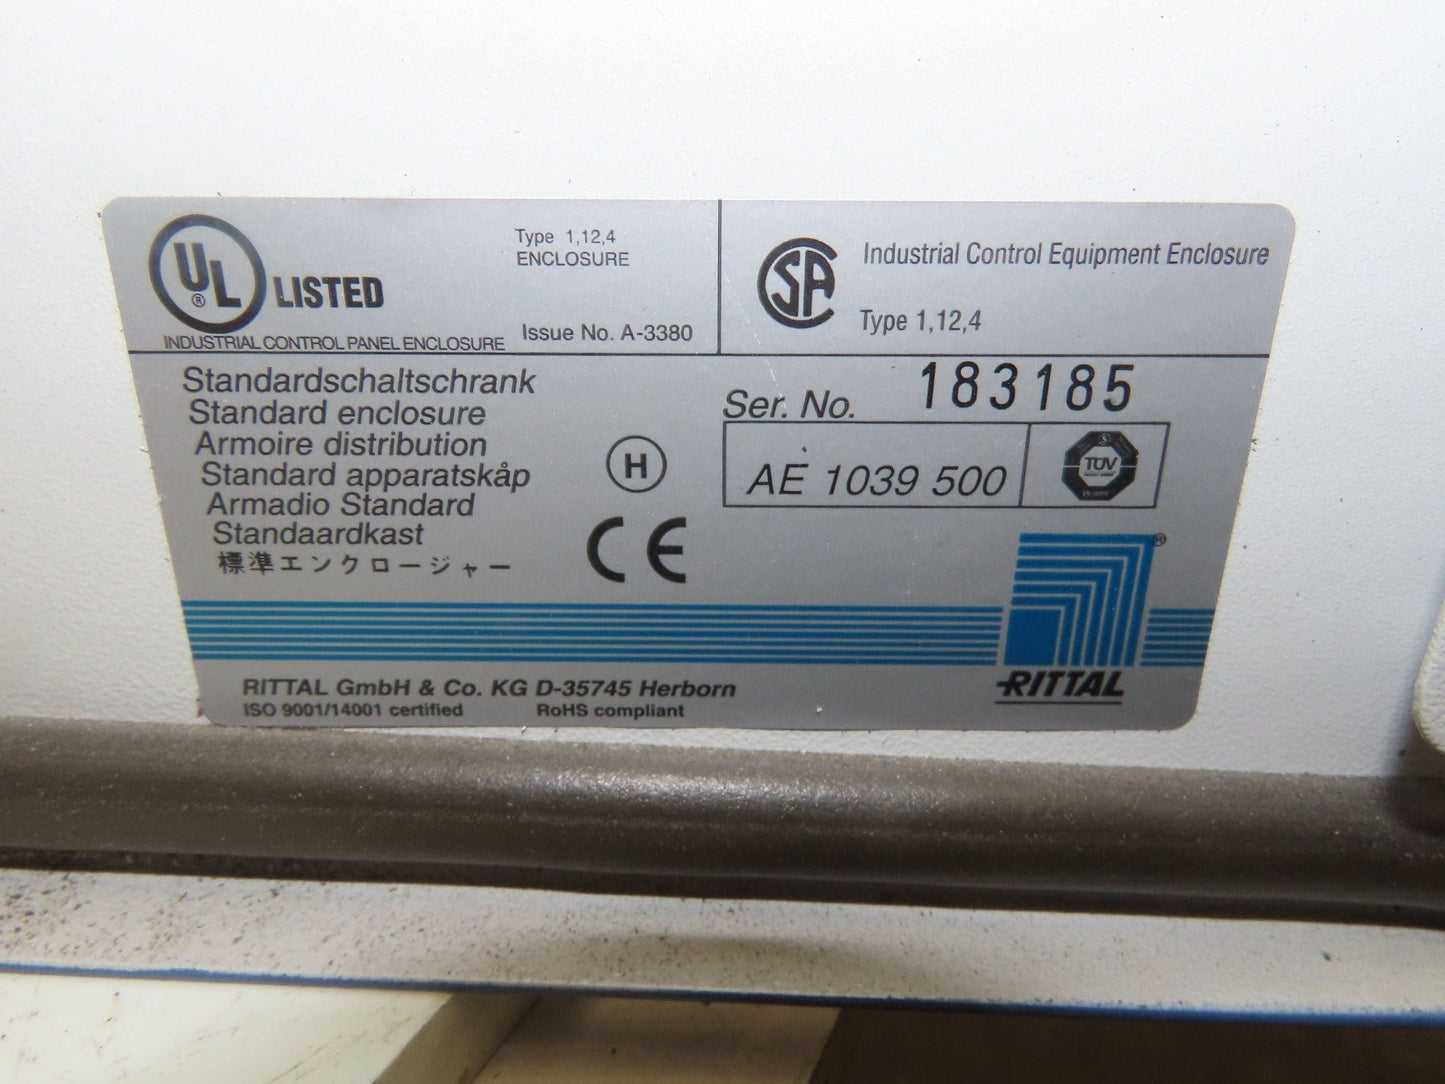 UL
®
LISTED
INDUSTRIAL CONTROL PANEL ENCLOSURE
Type 1,12,4
ENCLOSURE
Issue No. A-3380
SA
Industrial Control Equipment Enclosure
Type 1,12,4
Standardschaltschrank
Standard enclosure
Armoire distribution
Standard apparatskåp
Armadio Standard
Standaardkast
標準エンクロージャー
H
CE
Ser. No. 183185
AE 1039 500
TÜV
®
RITTAL
RITTAL GmbH & Co. KG D-35745 Herborn
ISO 9001/14001 certified RoHS compliant